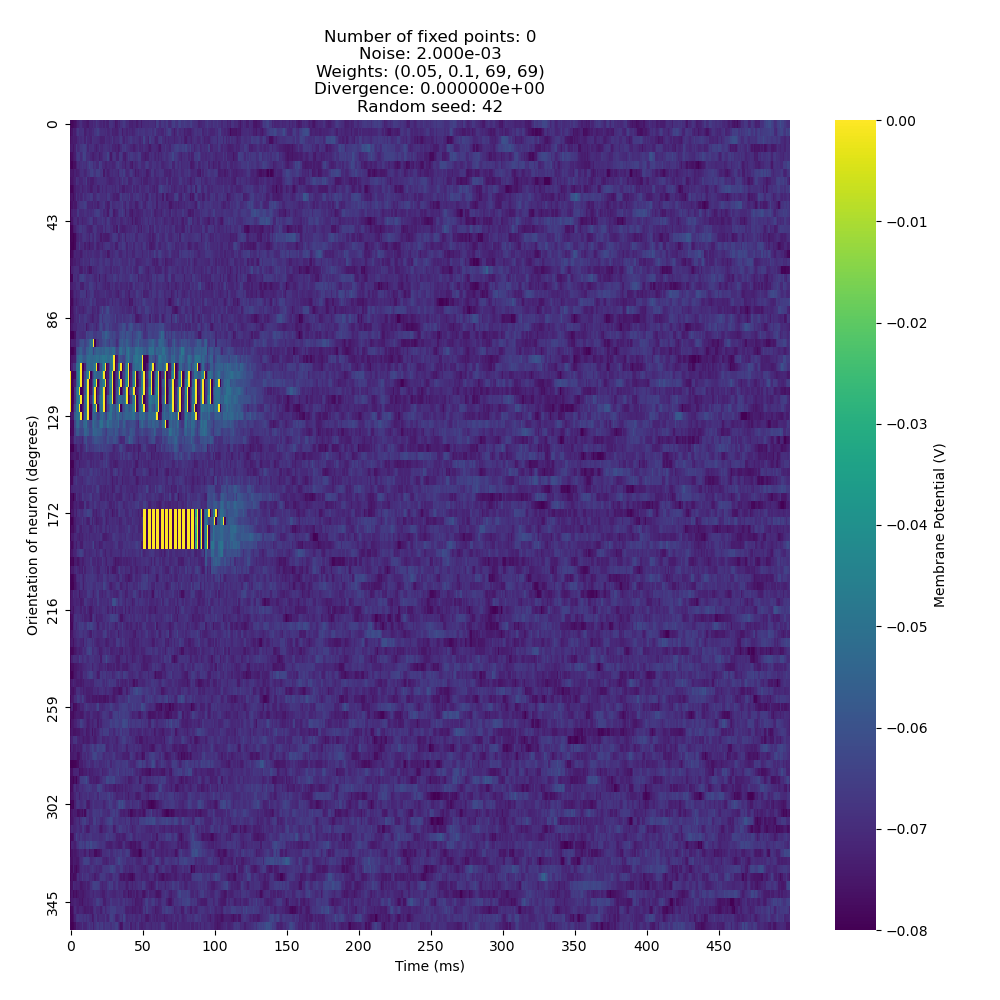 Number of fixed points: 0
Noise: 2.000e-03
Weights: (0.05, 0.1, 69, 69)
Divergence: 0.000000e+00
Random seed: 42
0
43
86
129
172
216
259
302
345
Orientation of neuron (degrees)
0 50 100 150 200 250 300 350 400 450
Time (ms)
0.00
−0.01
−0.02
−0.03
−0.04
−0.05
−0.06
−0.07
−0.08
Membrane Potential (V)